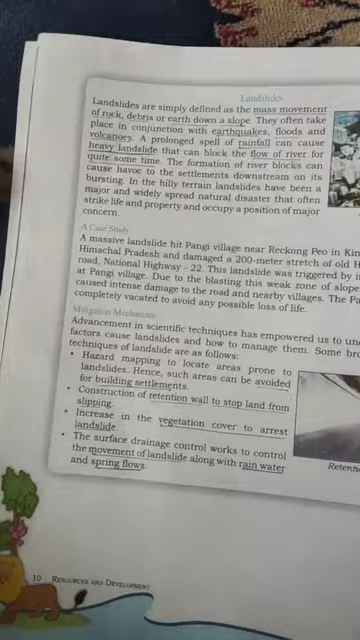 Landslides
Landslides are simply defined as the mass movement
of rock, debris or earth down a slope. They often take
place in conjunction with earthquakes, floods and
volcanoes. A prolonged spell of rainfall can cause
heavy landslide that can block the flow of river for
quite some time. The formation of river blocks can
cause havoc to the settlements downstream on its
bursting. In the hilly terrain landslides have been a
major and widely spread natural disaster that often
strike life and property and occupy a position of major
concern.
A Case Study
A massive landslide hit Pangi village near Reckong Peo in
Himachal Pradesh and damaged a 200-meter stretch of old
road, National Highway - 22. This landslide was triggered by
at Pangi village. Due to the blasting this weak zone of slope
caused intense damage to the road and nearby villages. The
completely vacated to avoid any possible loss of life.
Mitigation Mechanism
Advancement in scientific techniques has empowered us to
factors cause landslides and how to manage them. Some
techniques of landslide are as follows:
• Hazard mapping to locate areas prone to
landslides. Hence, such areas can be avoided
for building settlements.
• Construction of retention wall to stop land from
slipping.
• Increase in the vegetation cover to arrest
landslide.
• The surface drainage control works to control
the movement of landslide along with rain water
and spring flows.
10 RESOURCES AND DEVELOPMENT